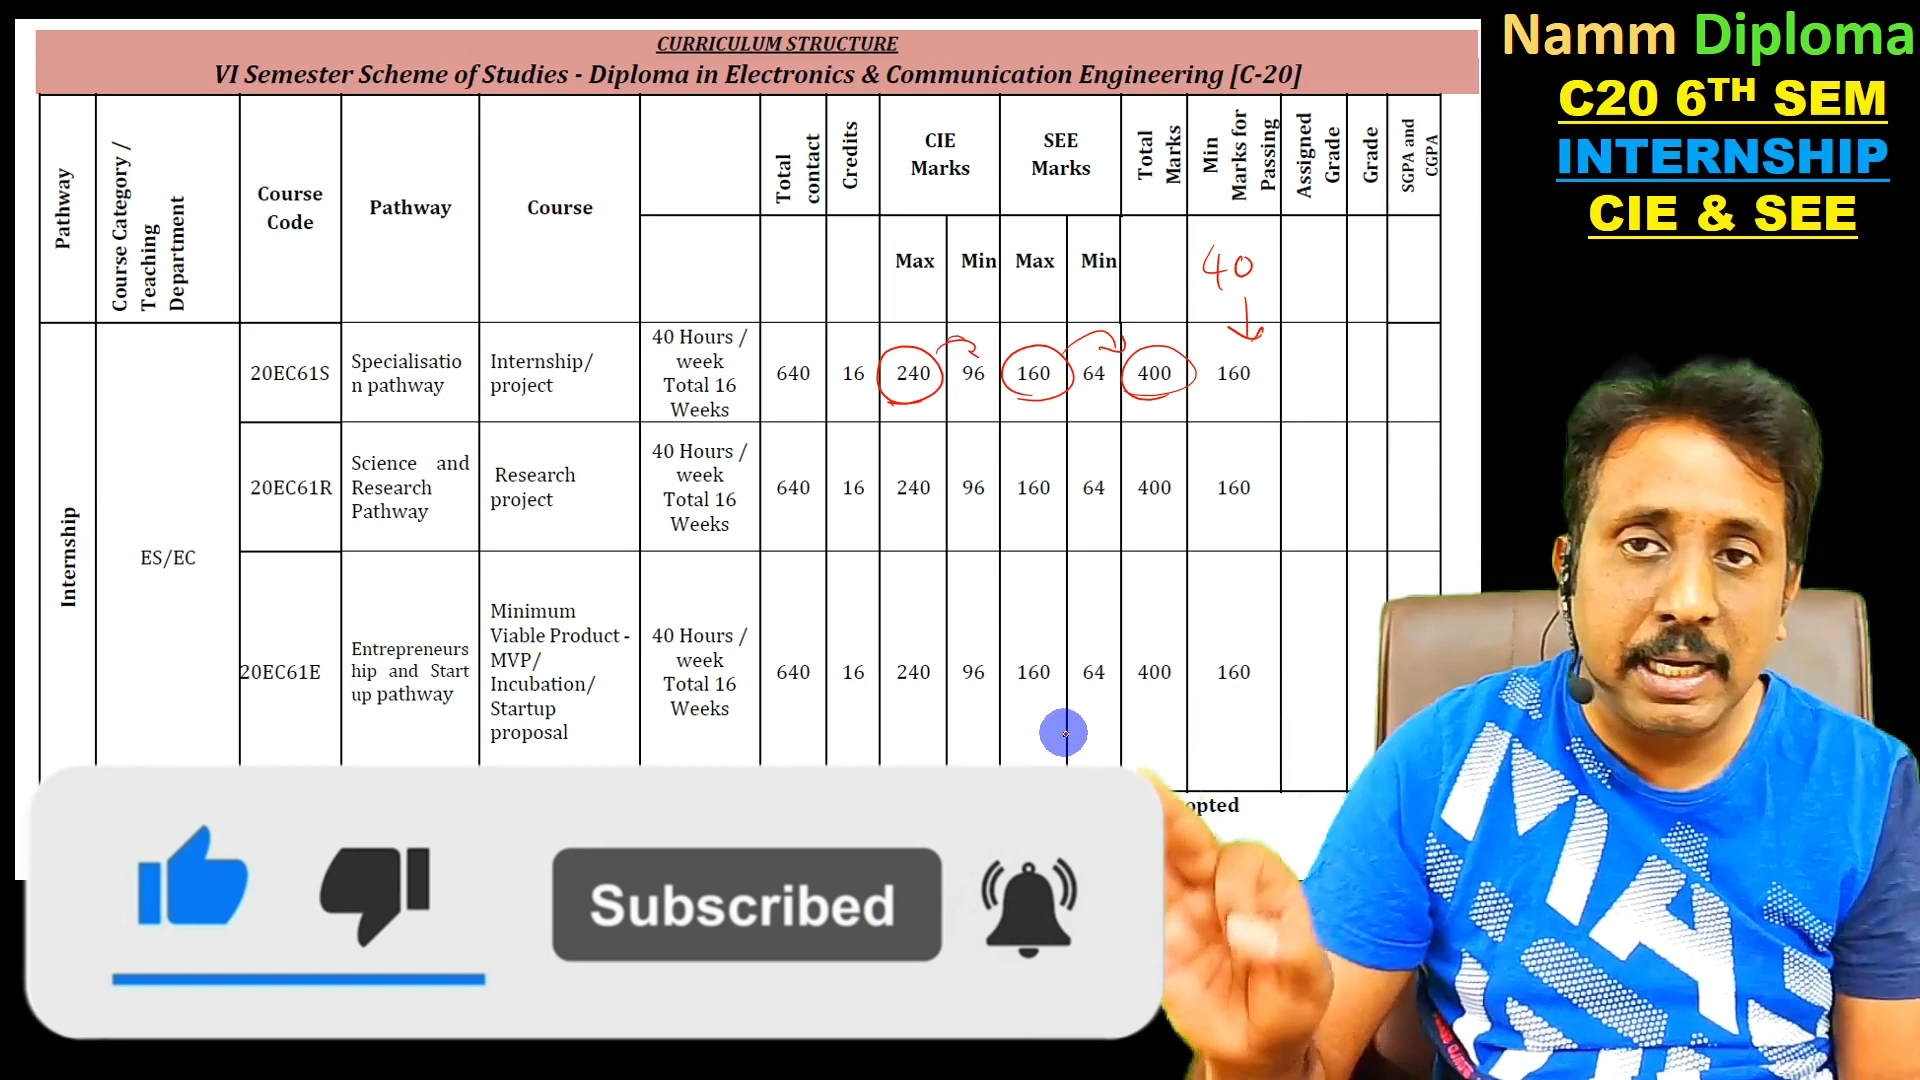 CURRICULUM STRUCTURE
VI Semester Scheme of Studies - Diploma in Electronics & Communication Engineering [C-20]
Pathway
Course Category /
Teaching
Department
Course
Code
Pathway
Course
Total
contact
Credits
CIE
Marks
SEE
Marks
Total
Marks
Min
Marks for
Passing
Assigned
Grade
Grade
SGPA and
CGPA
Max
Min
Max
Min
40
Internship
ES/EC
20EC61S
Specialisatio
n pathway
Internship/
project
40 Hours /
week
Total 16
Weeks
640
16
240
96
160
64
400
160
20EC61R
Science and
Research
Pathway
Research
project
40 Hours /
week
Total 16
Weeks
640
16
240
96
160
64
400
160
20EC61E
Entrepreneurs
hip and Start
up pathway
Minimum
Viable Product -
MVP/
Incubation/
Startup
proposal
40 Hours /
week
Total 16
Weeks
640
16
240
96
160
64
400
160
opted
Subscribed
Namm Diploma
C20 6TH SEM
INTERNSHIP
CIE & SEE